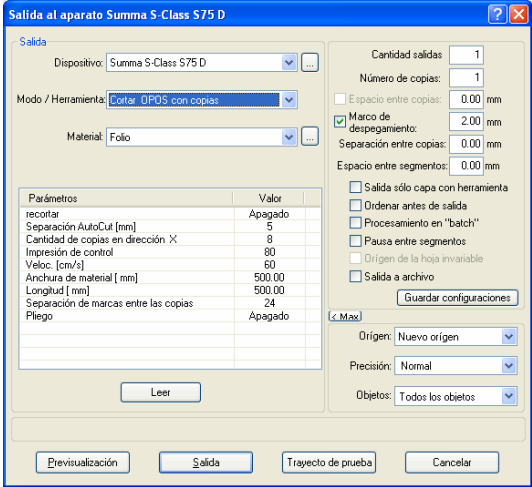 Salida al aparato Summa S-Class S75 D
Salida
Dispositivo: Summa S-Class S75 D ...
Modo / Herramienta: Cortar OPOS con copias
Material: Folio ...
Parámetros Valor
recortar Apagado
Separación AutoCut [mm] 5
Cantidad de copias en dirección X 8
Impresión de control 80
Veloc. [cm/s] 60
Anchura de material [ mm] 500.00
Longitud [ mm] 500.00
Separación de marcas entre las copias 24
Pliego Apagado
Leer
Cantidad salidas 1
Número de copias: 1
Espacio entre copias: 0.00 mm
Marco de despegamiento: 2.00 mm
Separación entre copias: 0.00 mm
Espacio entre segmentos: 0.00 mm
Salida sólo capa con herramienta
Ordenar antes de salida
Procesamiento en "batch"
Pausa entre segmentos
Orígen de la hoja invariable
Salida a archivo
Guardar configuraciones
< Max
Orígen: Nuevo orígen
Precisión: Normal
Objetos: Todos los objetos
Previsualización
Salida
Trayecto de prueba
Cancelar